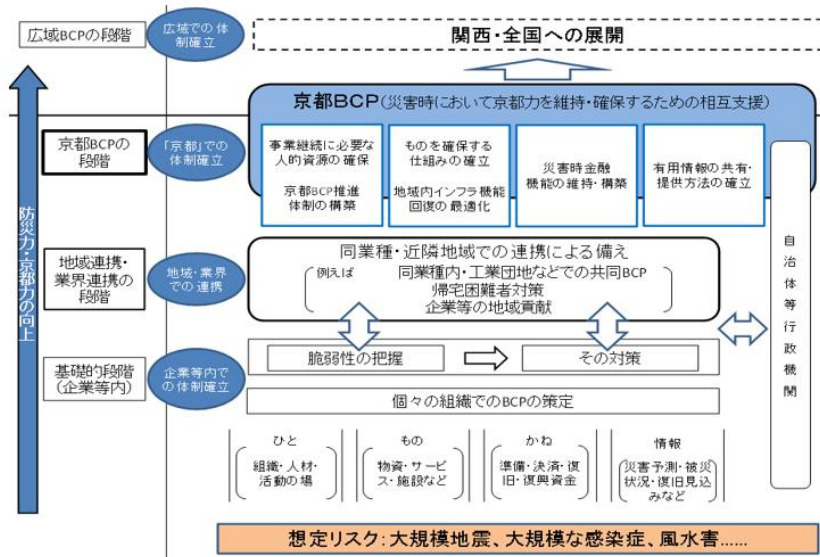 広域BCPの段階
広域での体
制確立
関西・全国への展開
京都BCP(災害時において京都力を維持・確保するための相互支援)
京都BCPの
段階
「京都」での
体制確立
事業継続に必要な
人的資源の確保
京都BCP推進
体制の構築
ものを確保する
仕組みの確立
地域内インフラ機能
回復の最適化
災害時金融
機能の維持・構築
有用情報の共有・
提供方法の確立
防災力・京都力の向上
地域連携・
業界連携の
段階
地域・業界
での連携
同業種・近隣地域での連携による備え
例えば 同業種内・工業団地などでの共同BCP
帰宅困難者対策
企業等の地域貢献
自治体等行政機関
基礎的段階
(企業等内)
企業等内で
の体制確立
脆弱性の把握
その対策
個々の組織でのBCPの策定
ひと
組織・人材・
活動の場
もの
物資・サービ
ス・施設など
かね
準備・決済・復
旧・復興資金
情報
災害予測・被災
状況・復旧見込
みなど
想定リスク:大規模地震、大規模な感染症、風水害……